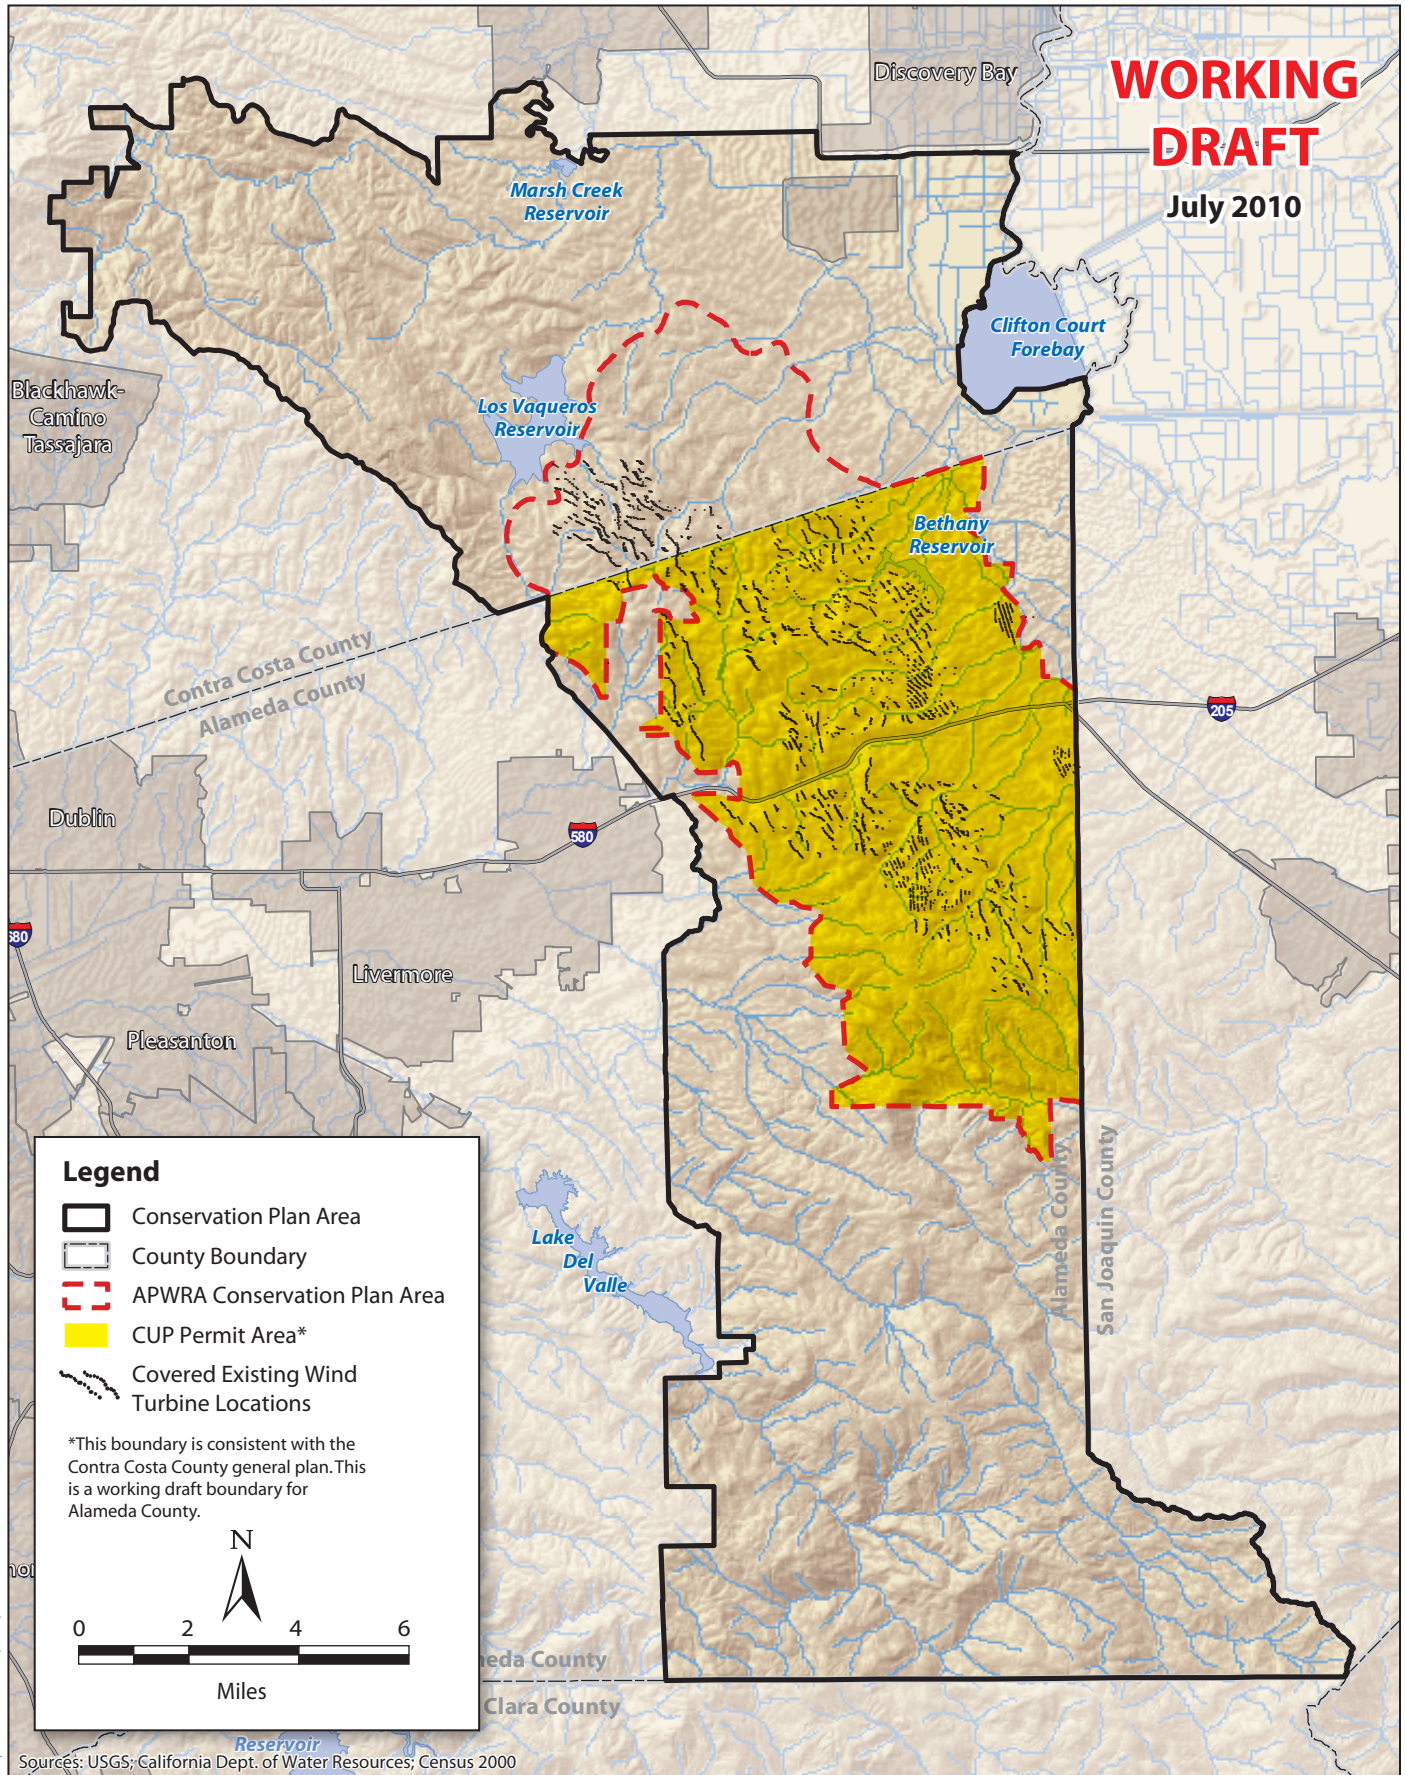 Discovery Bay
WORKING
DRAFT
July 2010
Marsh Creek
Reservoir
Clifton Court
Forebay
Blackhawk-
Camino
Tassajara
Los Vaqueros
Reservoir
Bethany
Reservoir
Contra Costa County
Alameda County
205
Dublin
580
Livermore
Pleasanton
Alameda County
San Joaquin County
Lake
Del
Valle
Legend
Conservation Plan Area
County Boundary
APWRA Conservation Plan Area
CUP Permit Area*
Covered Existing Wind
Turbine Locations
*This boundary is consistent with the
Contra Costa County general plan. This
is a working draft boundary for
Alameda County.
N
0 2 4 6
Miles
eda County
Clara County
Reservoir
Sources: USGS; California Dept. of Water Resources; Census 2000